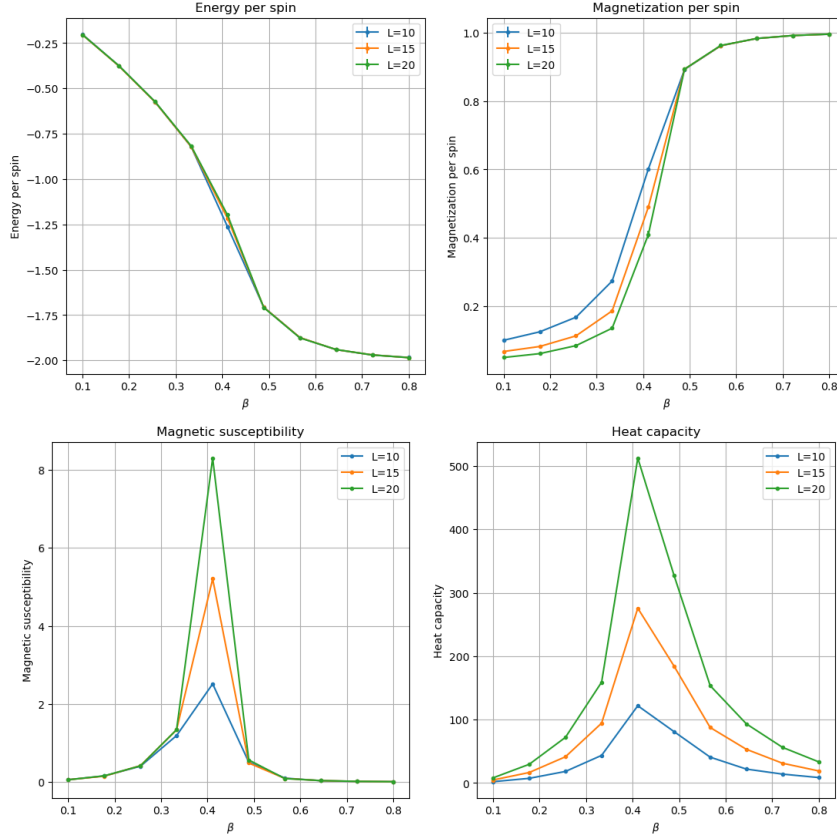 Energy per spin
L=10
L=15
L=20
−0.25
−0.50
−0.75
−1.00
−1.25
−1.50
−1.75
−2.00
Energy per spin
0.1 0.2 0.3 0.4 0.5 0.6 0.7 0.8
β
Magnetization per spin
L=10
L=15
L=20
1.0
0.8
0.6
0.4
0.2
Magnetization per spin
0.1 0.2 0.3 0.4 0.5 0.6 0.7 0.8
β
Magnetic susceptibility
L=10
L=15
L=20
8
6
4
2
0
Magnetic susceptibility
0.1 0.2 0.3 0.4 0.5 0.6 0.7 0.8
β
Heat capacity
L=10
L=15
L=20
500
400
300
200
100
0
Heat capacity
0.1 0.2 0.3 0.4 0.5 0.6 0.7 0.8
β